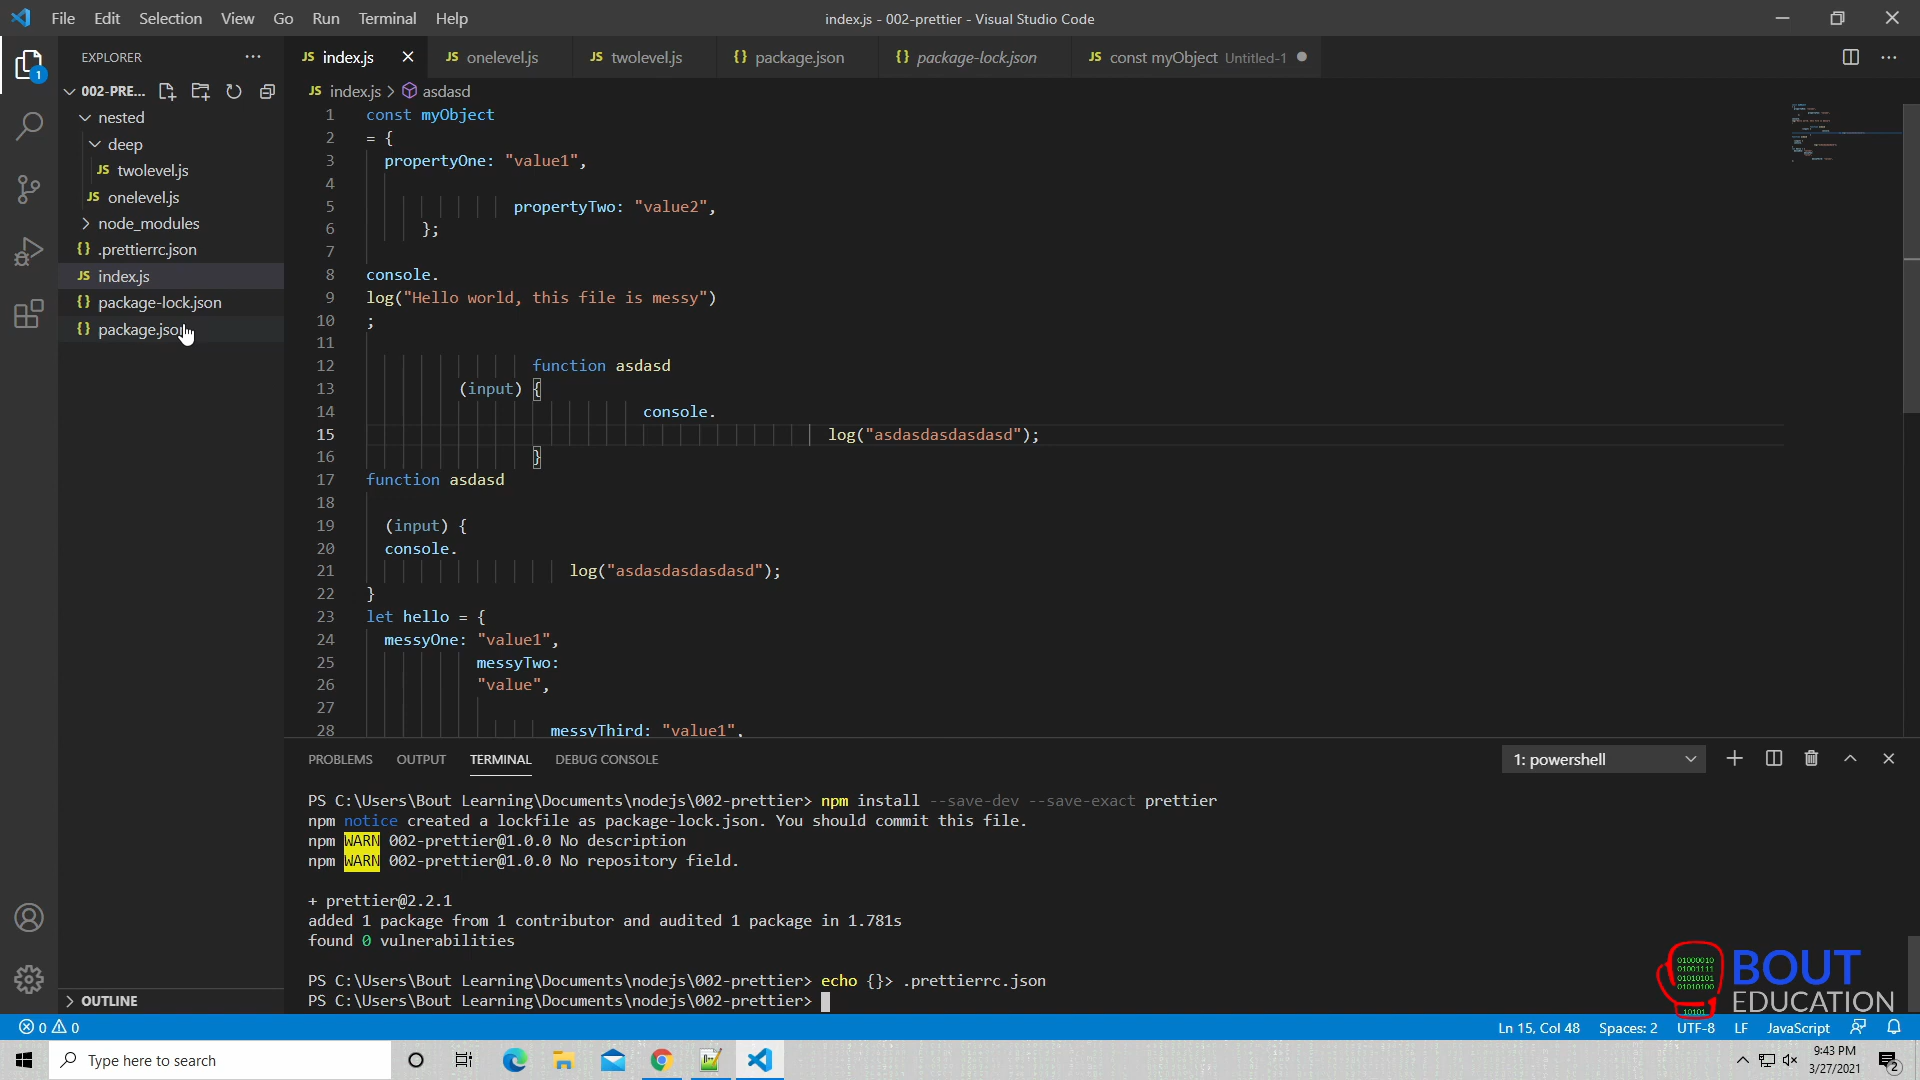 File Edit Selection View Go Run Terminal Help
index.js - 002-prettier - Visual Studio Code
EXPLORER
JS index.js
JS onelevel.js
JS twolevel.js
{} package.json
{} package-lock.json
JS const myObject Untitled-1
1
002-PRE...
nested
deep
JS twolevel.js
JS onelevel.js
node_modules
{} .prettierrc.json
JS index.js
{} package-lock.json
{} package.json
OUTLINE
JS index.js > asdasd
1 const myObject
2 = {
3 propertyOne: "value1",
4
5 propertyTwo: "value2",
6 };
7
8 console.
9 log("Hello world, this file is messy")
10 ;
11
12 function asdasd
13 (input) {
14 console.
15 log("asdasdasdasdasd");
16 }
17 function asdasd
18
19 (input) {
20 console.
21 log("asdasdasdasdasd");
22 }
23 let hello = {
24 messyOne: "value1",
25 messyTwo:
26 "value",
27
28 messyThird: "value1",
PROBLEMS OUTPUT TERMINAL DEBUG CONSOLE
1: powershell
PS C:\Users\Bout Learning\Documents\nodejs\002-prettier> npm install --save-dev --save-exact prettier
npm notice created a lockfile as package-lock.json. You should commit this file.
npm WARN 002-prettier@1.0.0 No description
npm WARN 002-prettier@1.0.0 No repository field.
+ prettier@2.2.1
added 1 package from 1 contributor and audited 1 package in 1.781s
found 0 vulnerabilities
PS C:\Users\Bout Learning\Documents\nodejs\002-prettier> echo {}> .prettierrc.json
PS C:\Users\Bout Learning\Documents\nodejs\002-prettier>
01000010
01001111
01010101
01010100
10101
BOUT
EDUCATION
0 0
Ln 15, Col 48 Spaces: 2 UTF-8 LF JavaScript
Type here to search
9:43 PM
3/27/2021
2